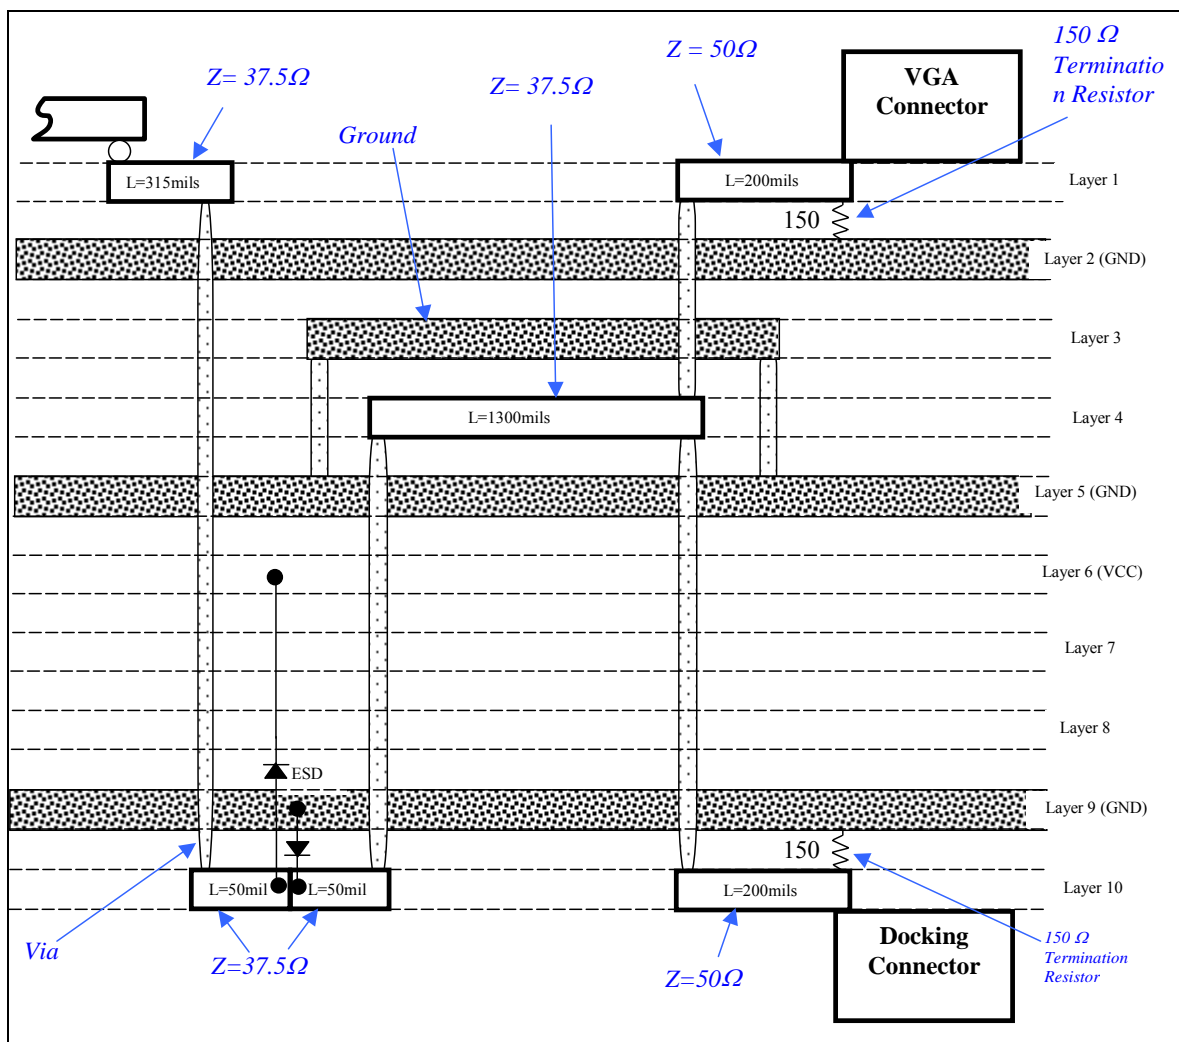 Z= 37.5Ω
Z = 50Ω
Z= 37.5Ω
150 Ω
Terminatio
n Resistor
VGA
Connector
Ground
L=315mils
L=200mils
Layer 1
150
Layer 2 (GND)
Layer 3
L=1300mils
Layer 4
Layer 5 (GND)
Layer 6 (VCC)
Layer 7
Layer 8
ESD
Layer 9 (GND)
150
L=50mil
L=50mil
L=200mils
Layer 10
Via
Z=37.5Ω
Z=50Ω
Docking
Connector
150 Ω
Termination
Resistor